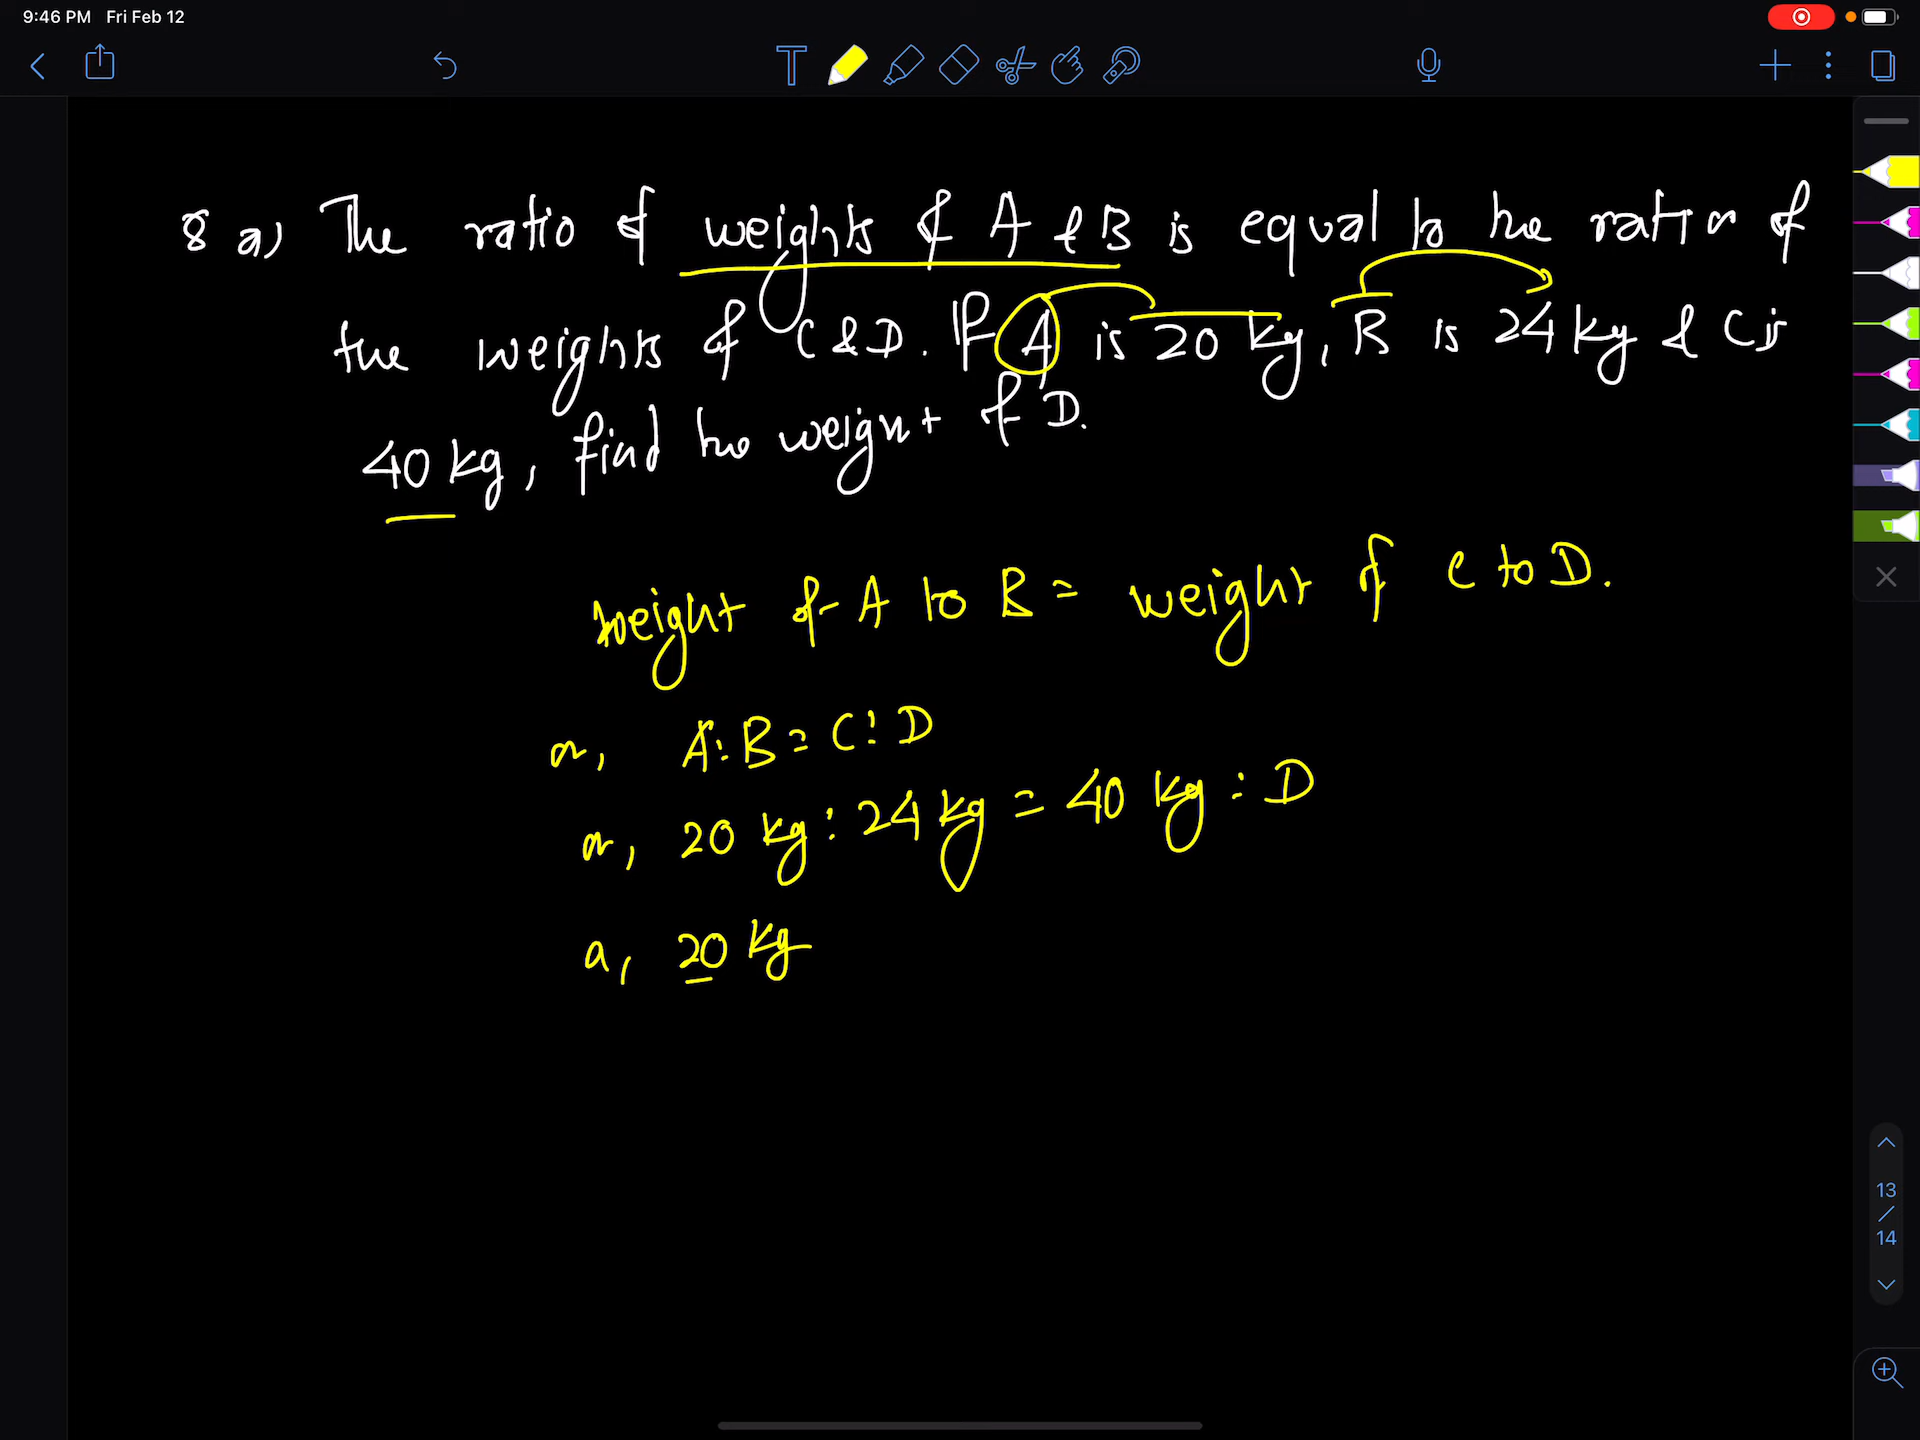 9:46 PM Fri Feb 12
8 a) The ratio of weights of A & B is equal to the ratio of
the weights of C & D. If A is 20 kg, B is 24 kg & C is
40 kg, find the weight of D.
weight of A to B = weight of C to D.
or, A:B = C:D
or, 20 kg : 24 kg = 40 kg : D
or, 20 kg
13
/
14